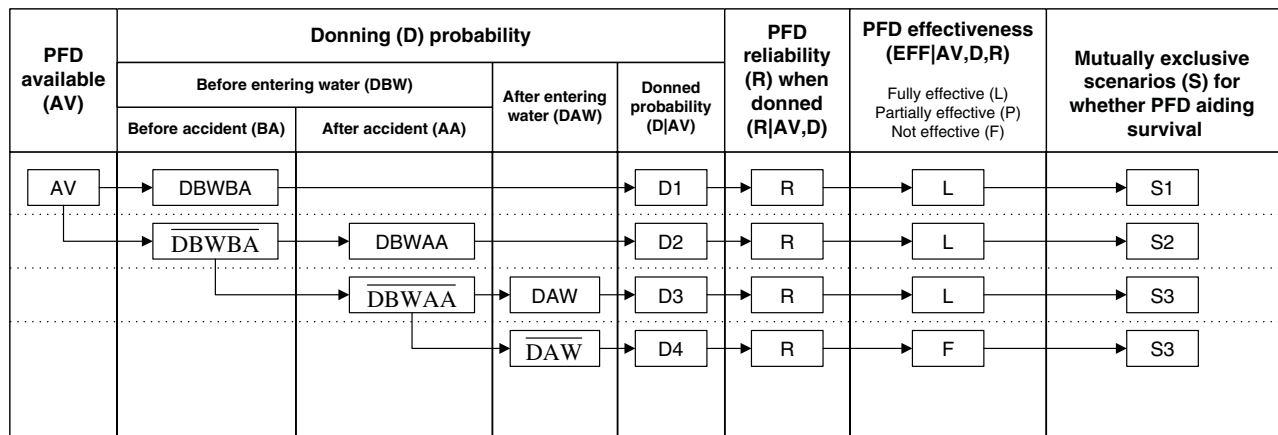 PFD
available
(AV)
Donning (D) probability
Before entering water (DBW)
Before accident (BA)
After accident (AA)
After entering
water (DAW)
Donned
probability
(D|AV)
PFD
reliability
(R) when
donned
(R|AV,D)
PFD effectiveness
(EFF|AV,D,R)
Fully effective (L)
Partially effective (P)
Not effective (F)
Mutually exclusive
scenarios (S) for
whether PFD aiding
survival
AV
DBWBA
D1
R
L
S1
D̅B̅W̅B̅A̅
DBWAA
D2
R
L
S2
D̅B̅W̅A̅A̅
DAW
D3
R
L
S3
D̅A̅W̅
D4
R
F
S3